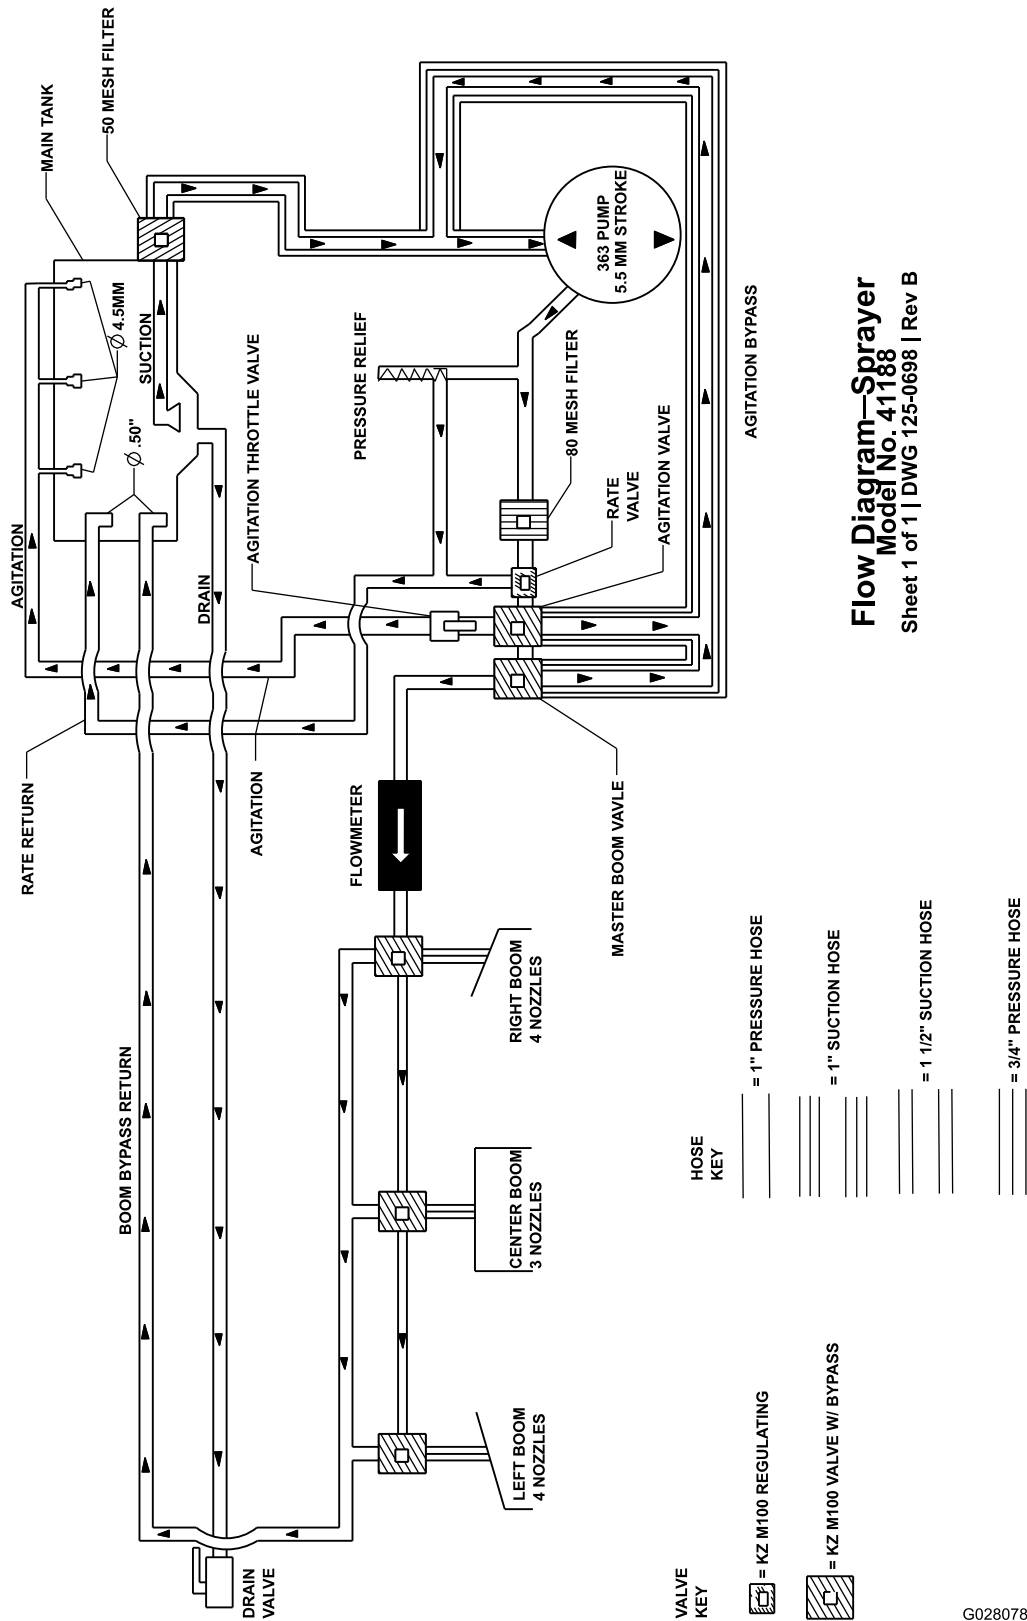 MAIN TANK
50 MESH FILTER
AGITATION
4.5MM
SUCTION
.50"
DRAIN
AGITATION THROTTLE VALVE
PRESSURE RELIEF
363 PUMP
5.5 MM STROKE
80 MESH FILTER
RATE
VALVE
AGITATION VALVE
AGITATION BYPASS
RATE RETURN
AGITATION
FLOWMETER
MASTER BOOM VAVLE
BOOM BYPASS RETURN
RIGHT BOOM
4 NOZZLES
CENTER BOOM
3 NOZZLES
LEFT BOOM
4 NOZZLES
DRAIN
VALVE
HOSE
KEY
= 1" PRESSURE HOSE
= 1" SUCTION HOSE
= 1 1/2" SUCTION HOSE
= 3/4" PRESSURE HOSE
VALVE
KEY
= KZ M100 REGULATING
= KZ M100 VALVE W/ BYPASS
Flow Diagram—Sprayer
Model No. 41188
Sheet 1 of 1 | DWG 125-0698 | Rev B
G028078